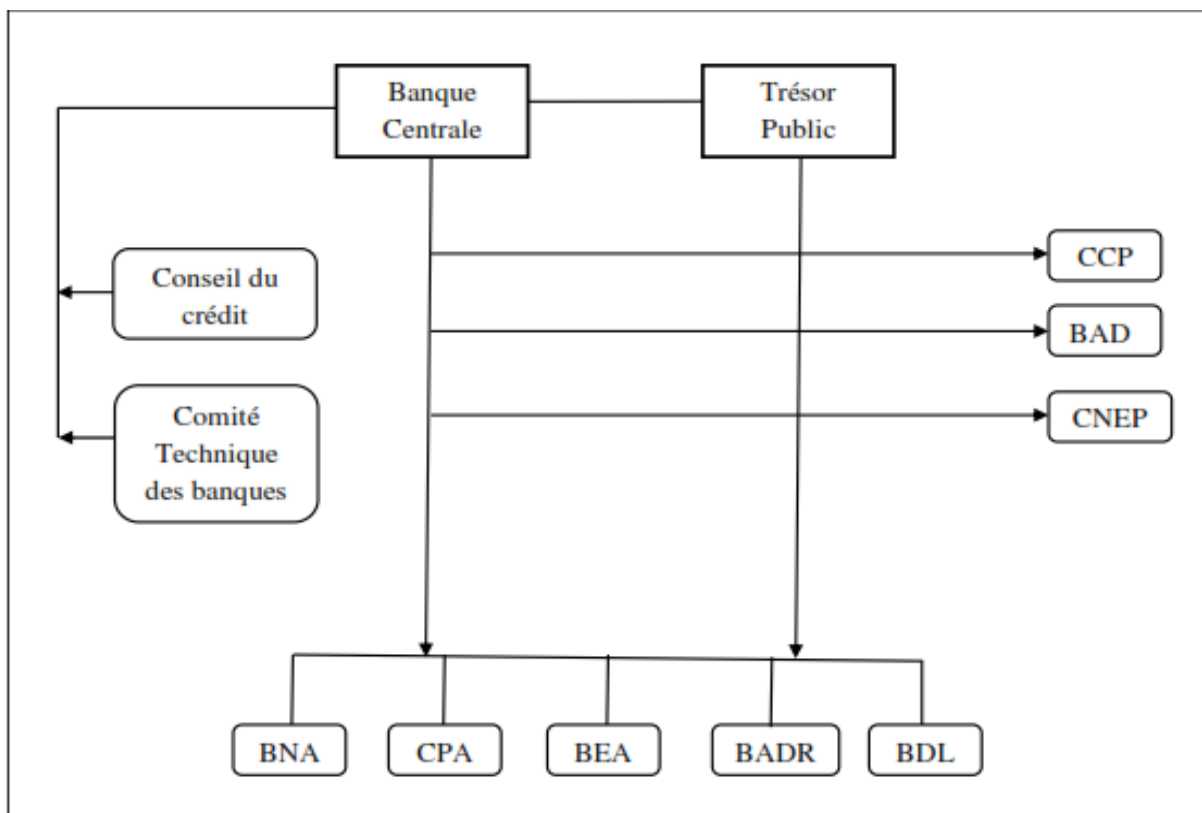 Banque
Centrale
Trésor
Public
Conseil du
crédit
Comité
Technique
des banques
CCP
BAD
CNEP
BNA
CPA
BEA
BADR
BDL